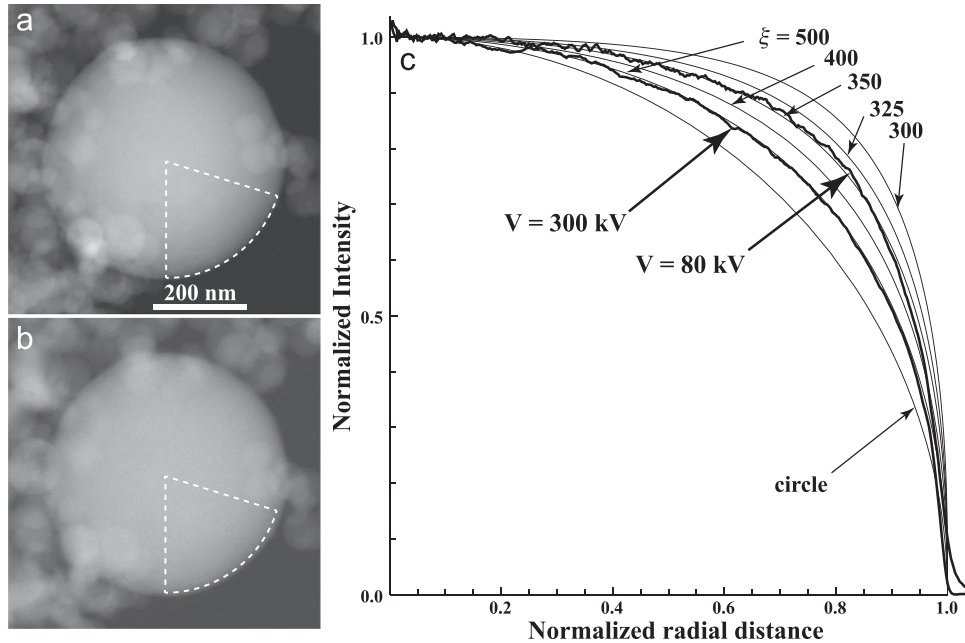 a
200 nm
b
c
1.0
0.5
0.0
Normalized Intensity
ξ = 500
400
350
325
300
V = 300 kV
V = 80 kV
circle
0.2
0.4
0.6
0.8
1.0
Normalized radial distance